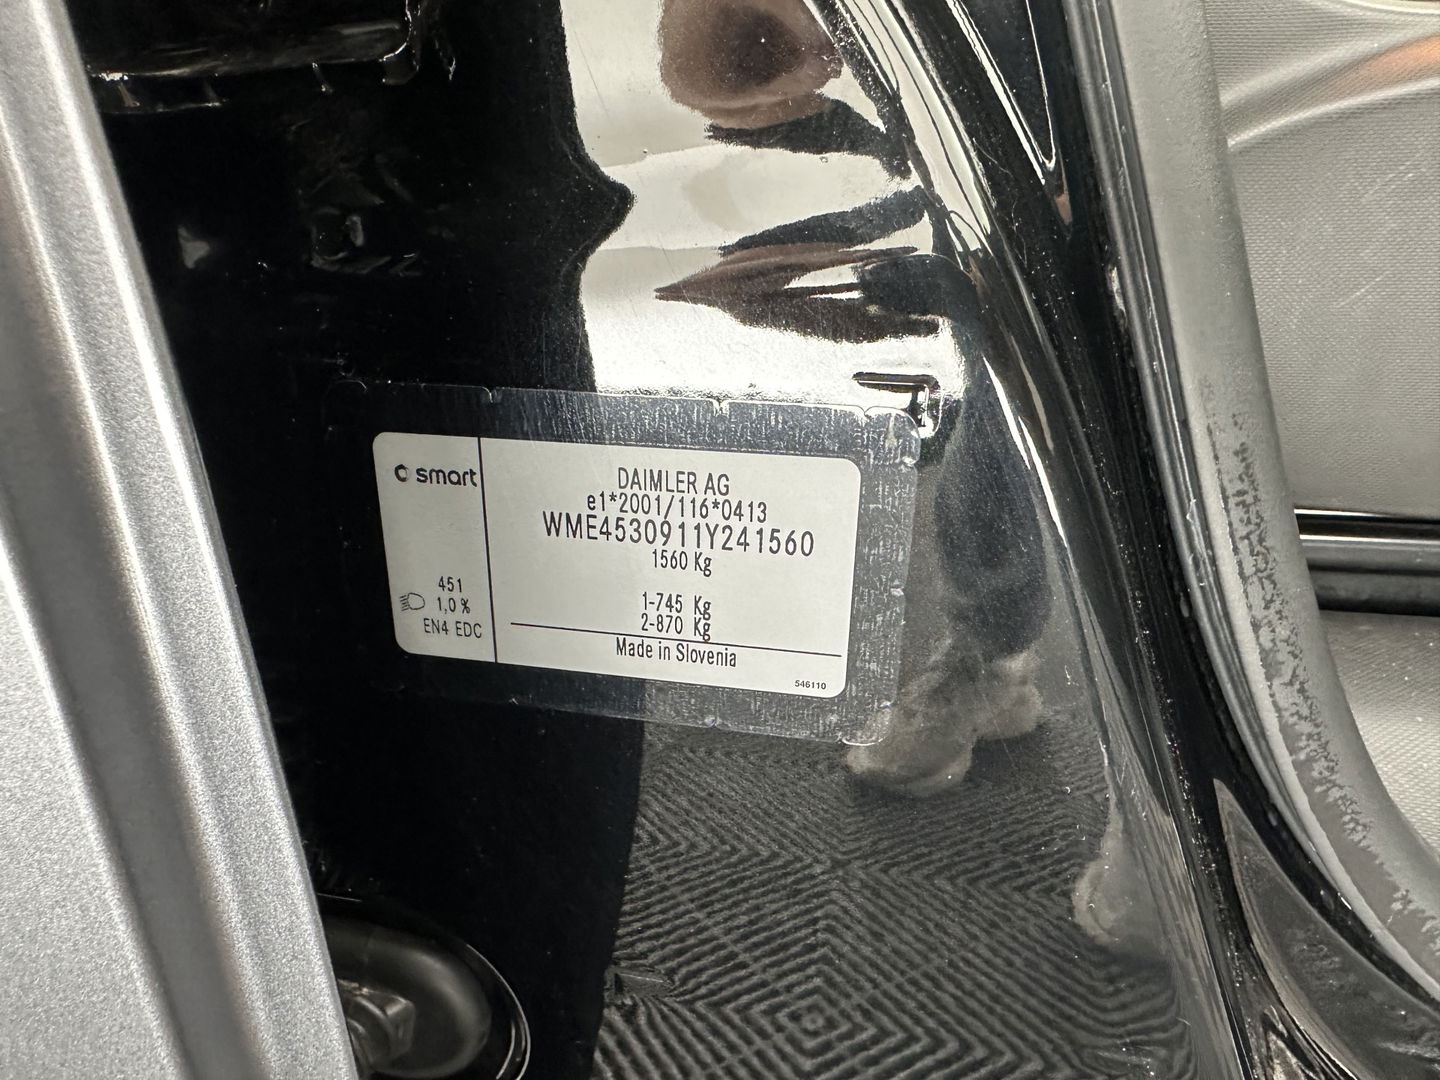 smart
DAIMLER AG
e1*2001/116*0413
WME4530911Y241560
1560 Kg
1-745 Kg
2-870 Kg
Made in Slovenia
546110
451
1,0%
EN4 EDC